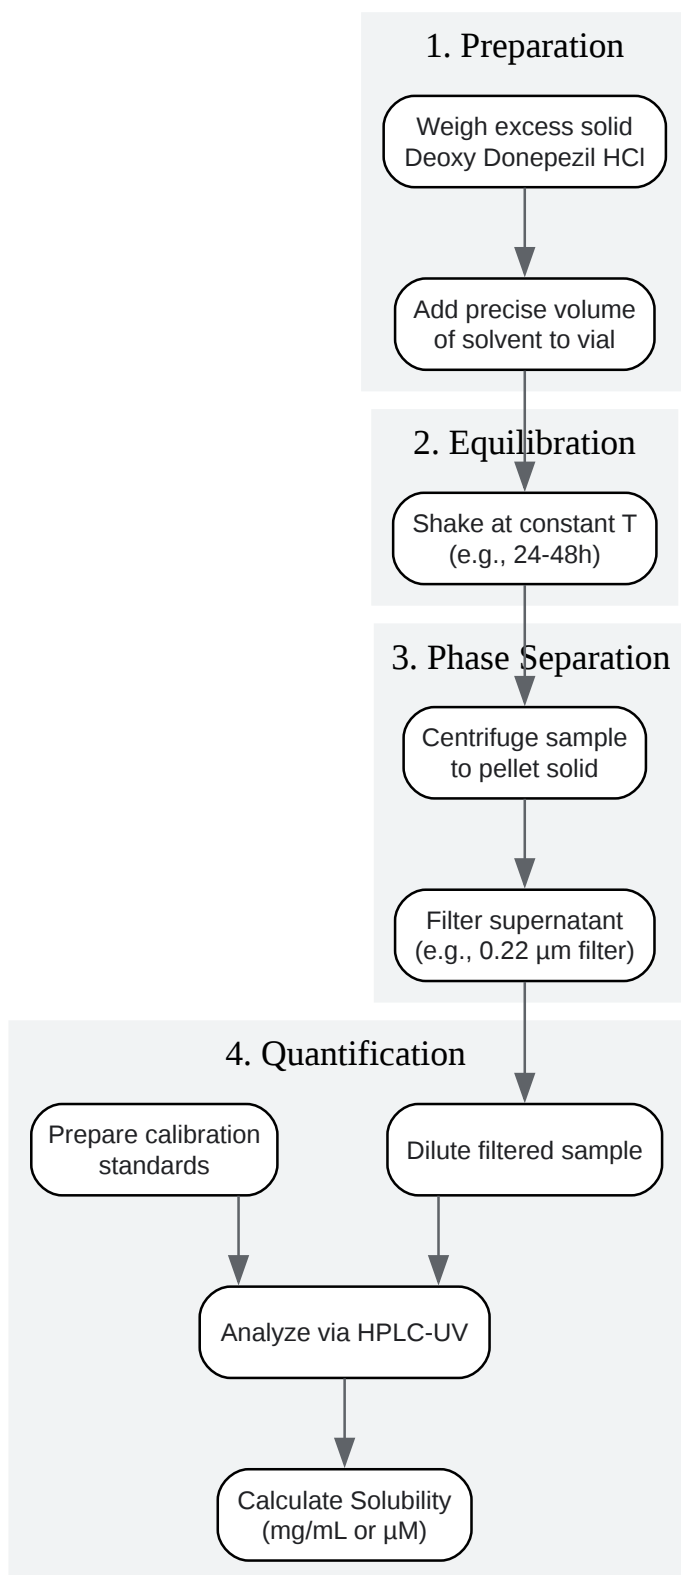 1. Preparation
Weigh excess solid
Deoxy Donepezil HCl
Add precise volume
of solvent to vial
2. Equilibration
Shake at constant T
(e.g., 24-48h)
3. Phase Separation
Centrifuge sample
to pellet solid
Filter supernatant
(e.g., 0.22 µm filter)
4. Quantification
Prepare calibration
standards
Dilute filtered sample
Analyze via HPLC-UV
Calculate Solubility
(mg/mL or µM)